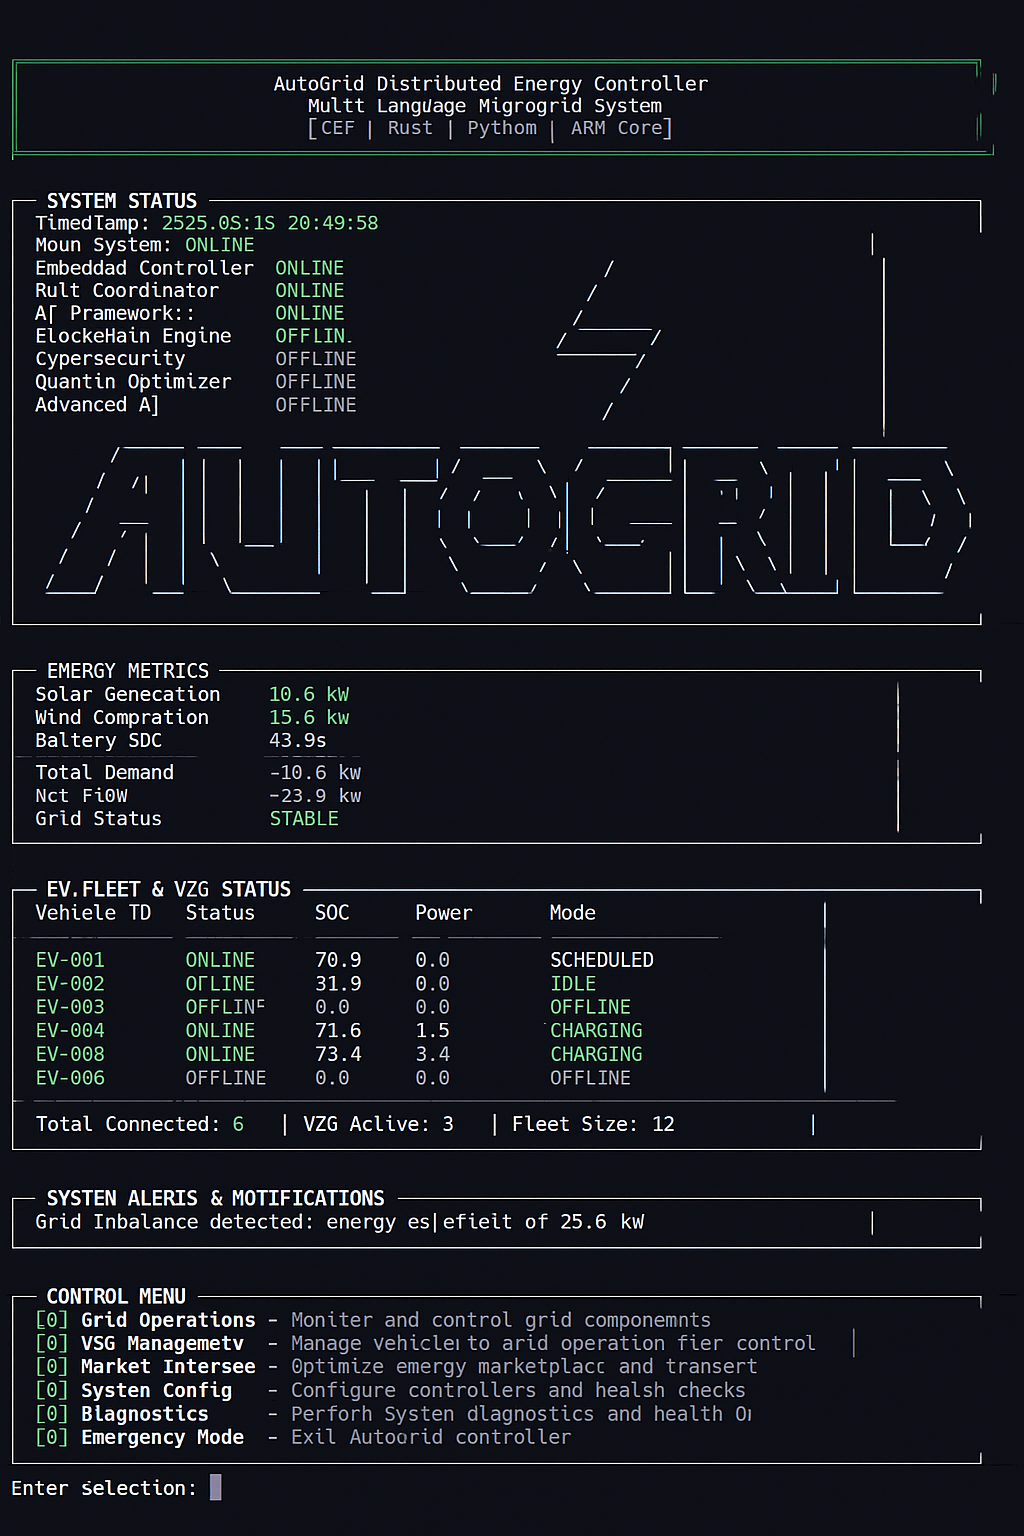 AutoGrid Distributed Energy Controller
Multt Language Migrogrid System
[CEF | Rust | Pythom | ARM Core]
SYSTEM STATUS
TimedTamp: 2525.0S:1S 20:49:58
Moun System: ONLINE
Embeddad Controller ONLINE
Rult Coordinator ONLINE
A[ Pramework:: ONLINE
ElockeHain Engine OFFLIN.
Cypersecurity OFFLINE
Quantin Optimizer OFFLINE
Advanced A] OFFLINE
AUTOGRID
EMERGY METRICS
Solar Genecation 10.6 kW
Wind Compration 15.6 kW
Baltery SDC 43.9s
Total Demand -10.6 kw
Nct Fi0W -23.9 kw
Grid Status STABLE
EV.FLEET & VZG STATUS
Vehiele TD Status SOC Power Mode
EV-001 ONLINE 70.9 0.0 SCHEDULED
EV-002 OFLINE 31.9 0.0 IDLE
EV-003 OFFLINF 0.0 0.0 OFFLINE
EV-004 ONLINE 71.6 1.5 CHARGING
EV-008 ONLINE 73.4 3.4 CHARGING
EV-006 OFFLINE 0.0 0.0 OFFLINE
Total Connected: 6 | VZG Aclive: 3 | Fleet Size: 12 |
SYSTEN ALERIS & MOTIFICATIONS
Grid Inbalance detected: energy es|efieit of 25.6 kW
CONTROL MENU
[0] Grid Operations - Moniter and control grid componemnts
[0] VSG Managemetv - Manage vehicler to arid operation fier control
[0] Market Intersee - Optimize energy marketplacc and transert
[0] Systen Config - Configure controllers and healsh checks
[0] Blagnostics - Perforh Systen dlagnostics and health Or
[0] Emergency Mode - Exil Autoorid controller
Enter selection: